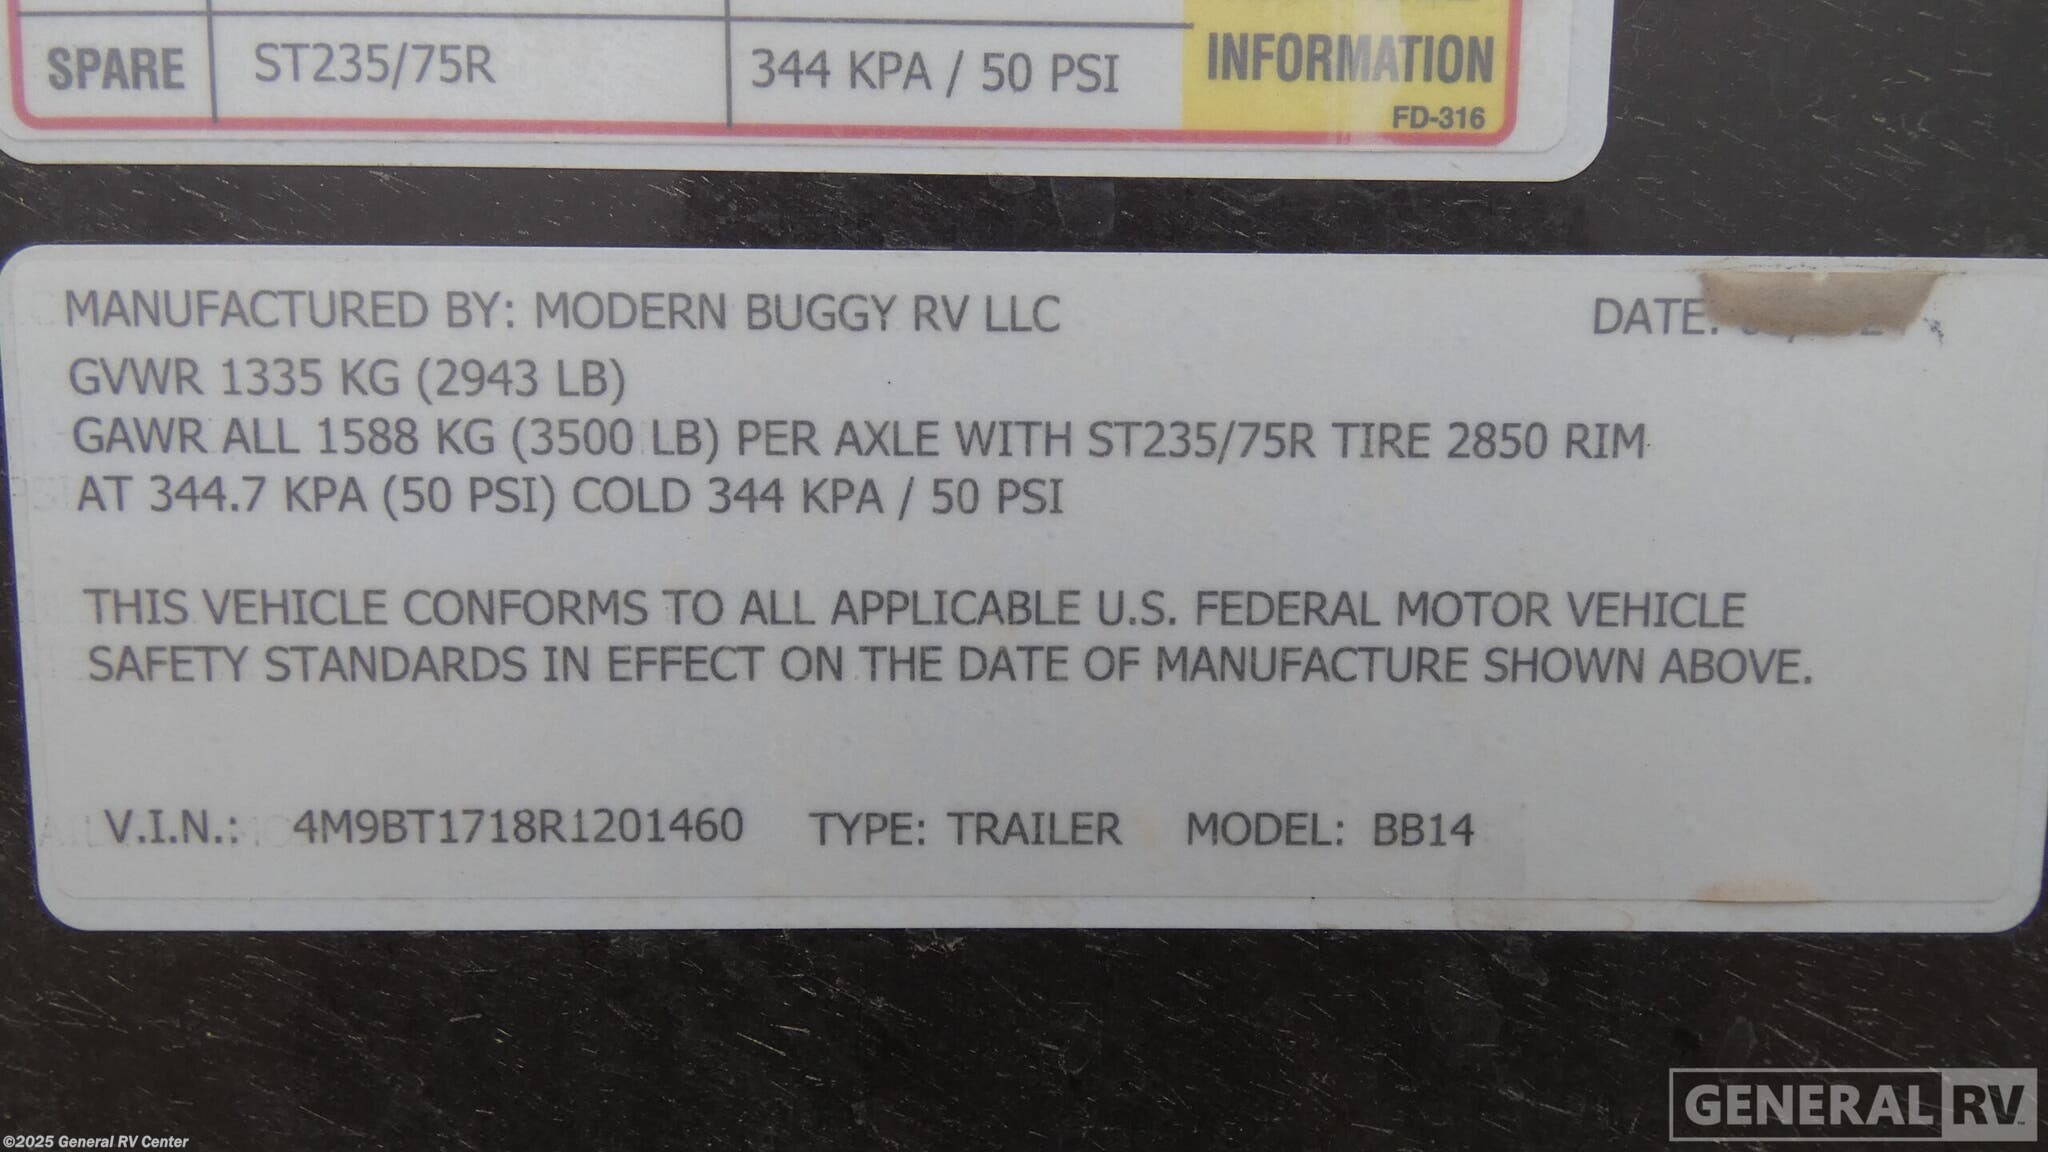 SPARE ST235/75R 344 KPA / 50 PSI INFORMATION
FD-316
MANUFACTURED BY: MODERN BUGGY RV LLC DATE:
GVWR 1335 KG (2943 LB)
GAWR ALL 1588 KG (3500 LB) PER AXLE WITH ST235/75R TIRE 2850 RIM
AT 344.7 KPA (50 PSI) COLD 344 KPA / 50 PSI
THIS VEHICLE CONFORMS TO ALL APPLICABLE U.S. FEDERAL MOTOR VEHICLE
SAFETY STANDARDS IN EFFECT ON THE DATE OF MANUFACTURE SHOWN ABOVE.
V.I.N.: 4M9BT1718R1201460 TYPE: TRAILER MODEL: BB14
GENERAL RV
©2025 General RV Center